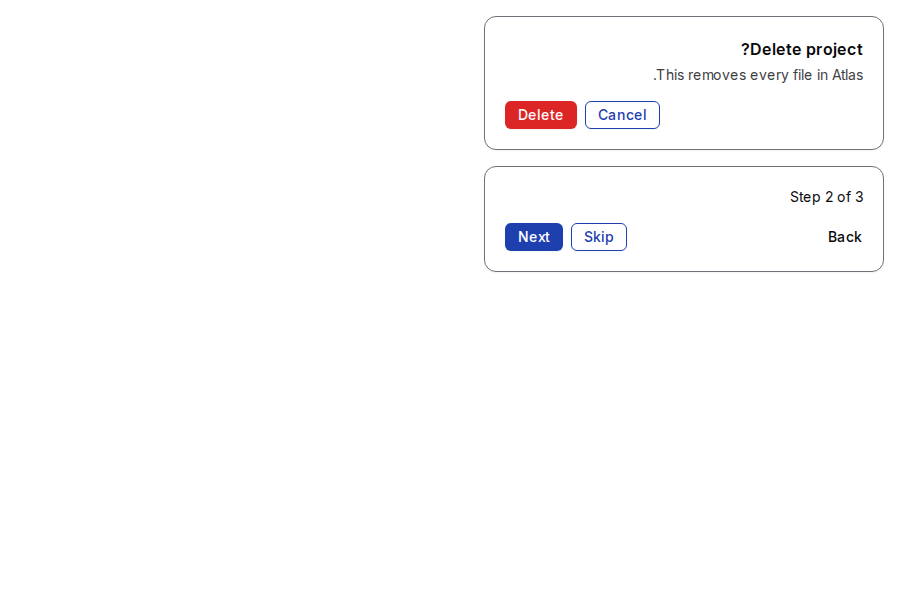 ?Delete project
.This removes every file in Atlas
Delete Cancel
Step 2 of 3
Next Skip Back